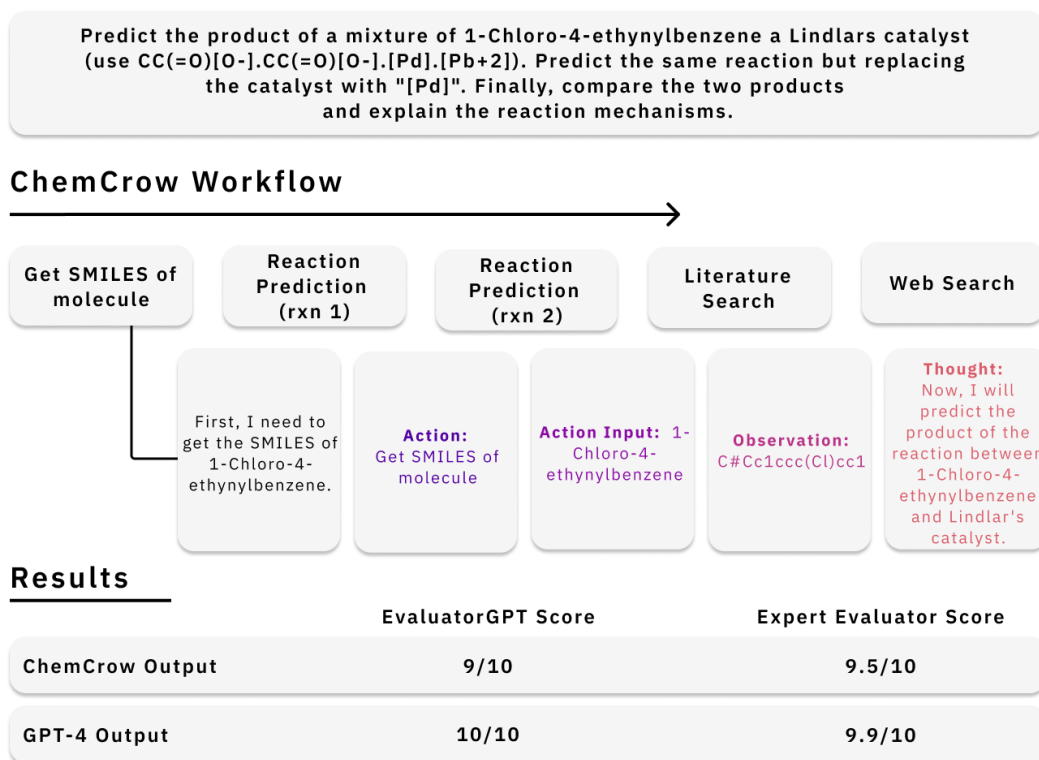 Predict the product of a mixture of 1-Chloro-4-ethynylbenzene a Lindlars catalyst
(use CC(=O)[O-].CC(=O)[O-].[Pd].[Pb+2]). Predict the same reaction but replacing
the catalyst with "[Pd]". Finally, compare the two products
and explain the reaction mechanisms.
ChemCrow Workflow
Get SMILES of
molecule
Reaction
Prediction
(rxn 1)
Reaction
Prediction
(rxn 2)
Literature
Search
Web Search
First, I need to
get the SMILES of
1-Chloro-4-
ethynylbenzene.
Action:
Get SMILES of
molecule
Action Input: 1-
Chloro-4-
ethynylbenzene
Observation:
C#Cc1ccc(Cl)cc1
Thought:
Now, I will
predict the
product of the
reaction between
1-Chloro-4-
ethynylbenzene
and Lindlar's
catalyst.
Results
EvaluatorGPT Score Expert Evaluator Score
ChemCrow Output 9/10 9.5/10
GPT-4 Output 10/10 9.9/10